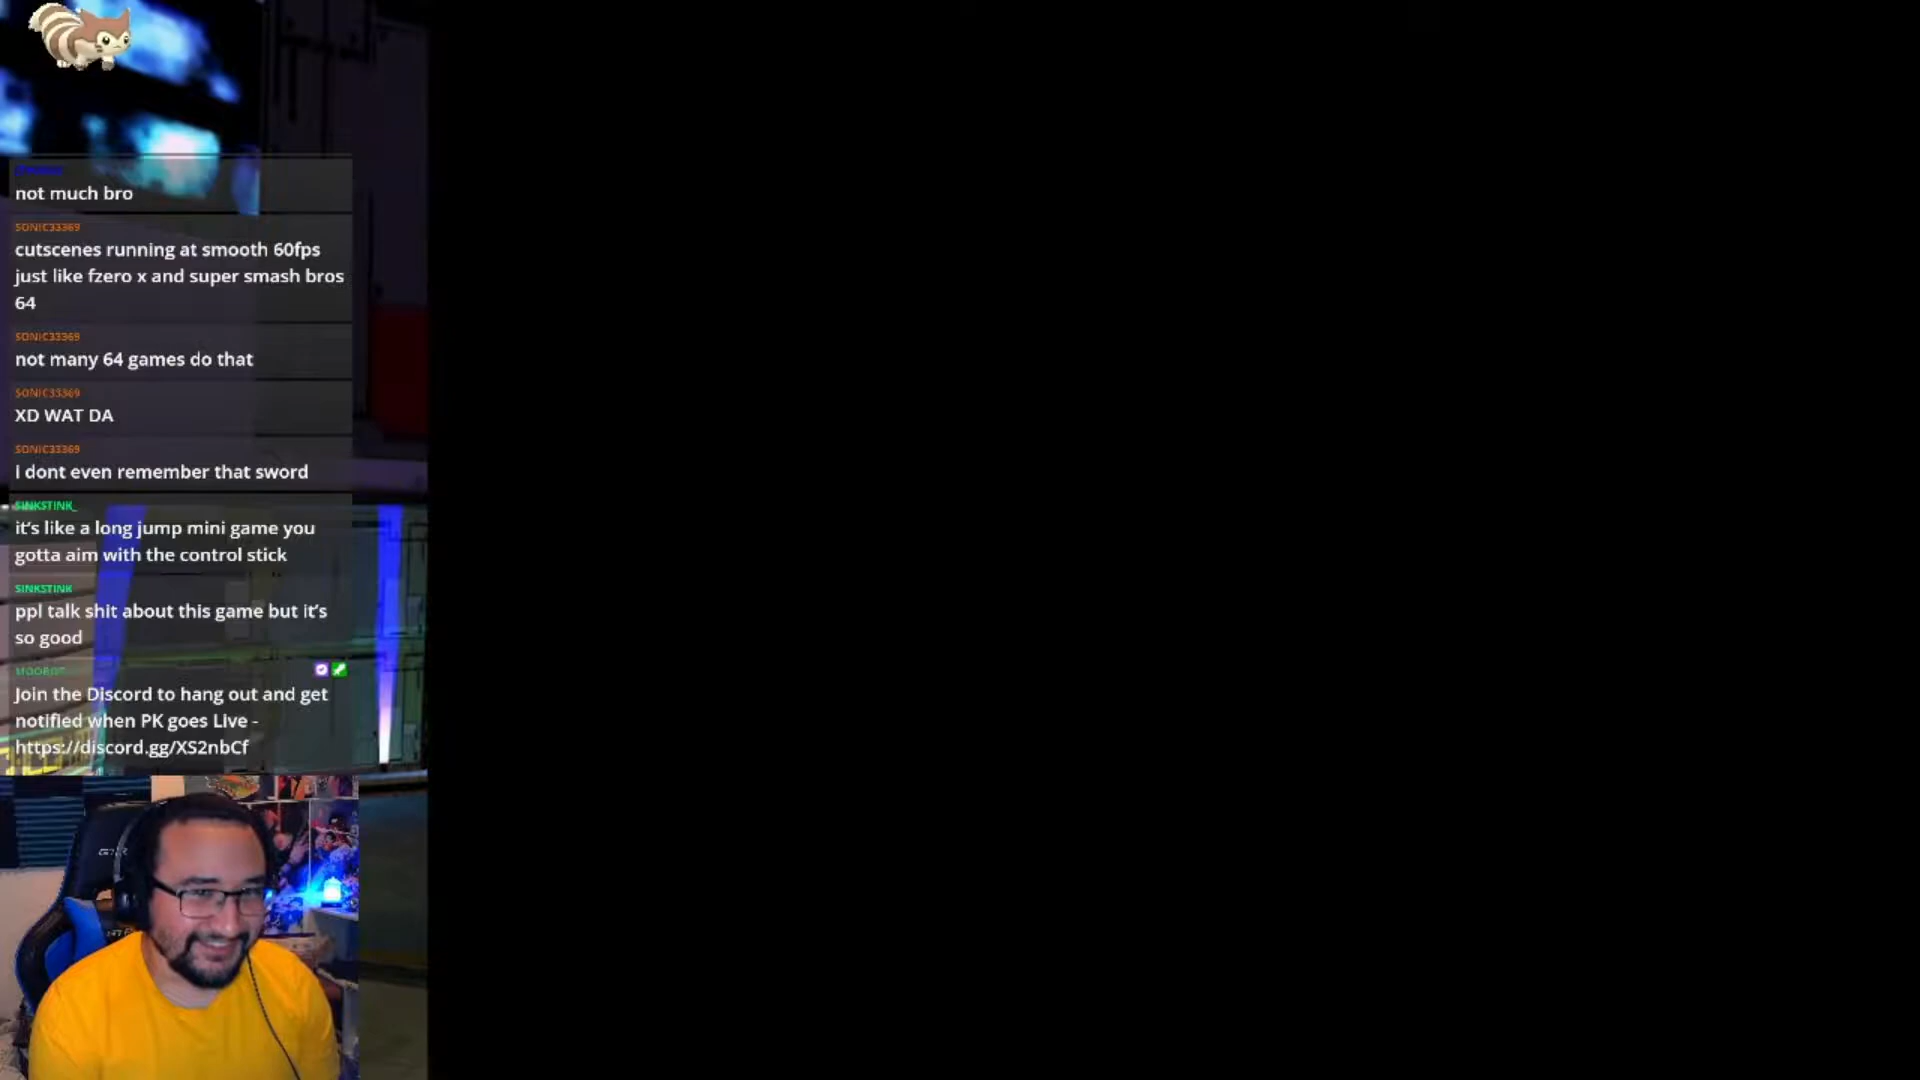 not much bro
SONIC33369
cutscenes running at smooth 60fps
just like fzero x and super smash bros
64
SONIC33369
not many 64 games do that
SONIC33369
XD WAT DA
SONIC33369
i dont even remember that sword
SINKSTINK_
it's like a long jump mini game you
gotta aim with the control stick
SINKSTINK_
ppl talk shit about this game but it's
so good
MOOBOT
Join the Discord to hang out and get
notified when PK goes Live -
https://discord.gg/XS2nbCf